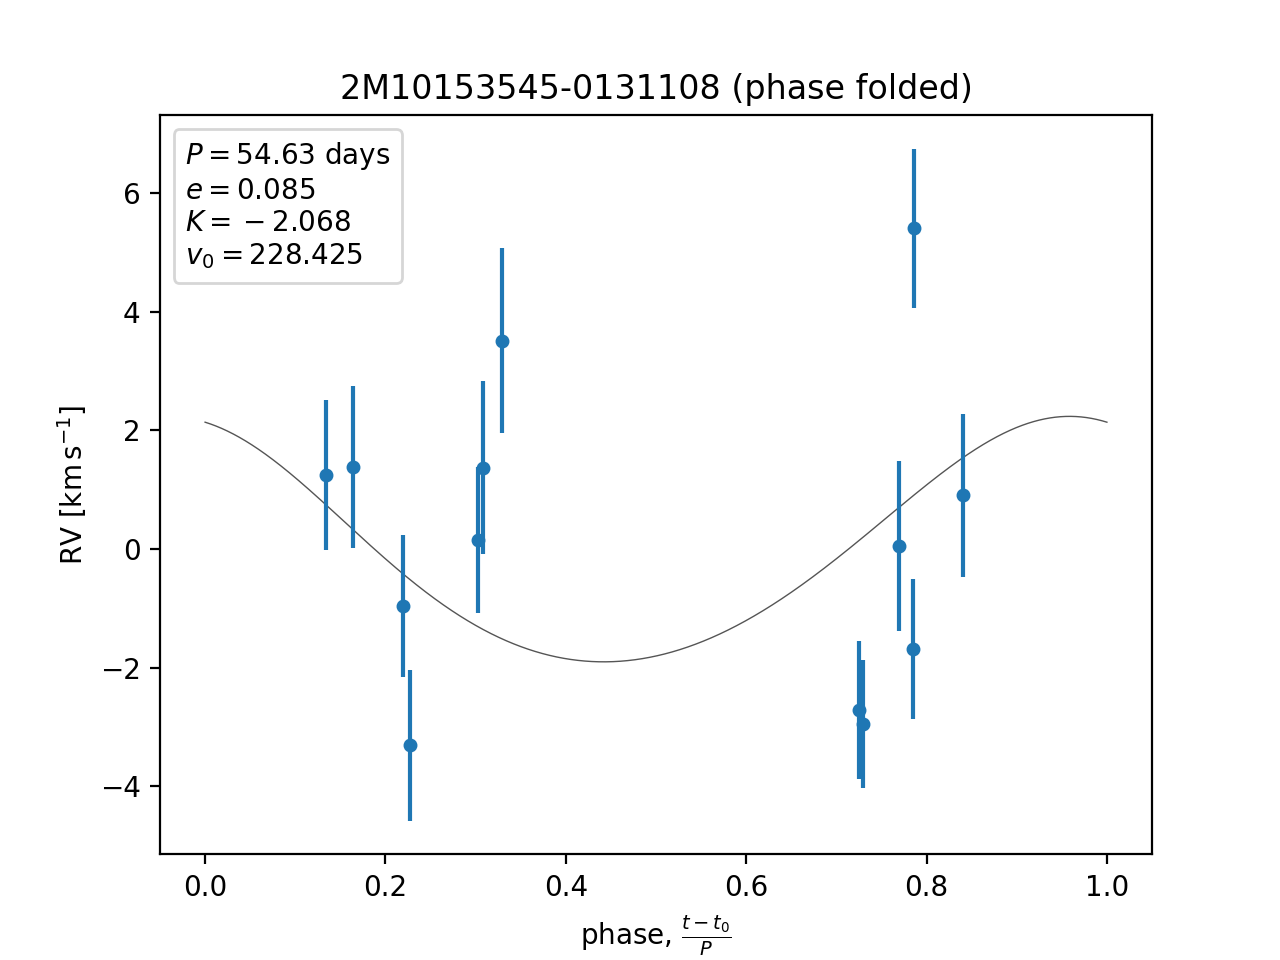 2M10153545-0131108 (phase folded)
P = 54.63 days
e = 0.085
K = −2.068
v₀ = 228.425
RV [km s⁻¹]
6
4
2
0
−2
−4
0.0 0.2 0.4 0.6 0.8 1.0
phase, (t − t₀)/P